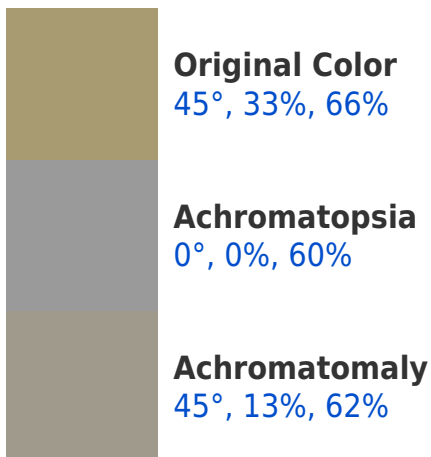 Original Color
45°, 33%, 66%
Achromatopsia
0°, 0%, 60%
Achromatomaly
45°, 13%, 62%